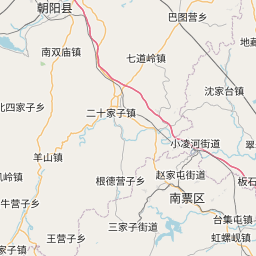 朝阳县
巴图营乡
南双庙镇
七道岭镇
地藏
沈家台镇
北四家子乡
二十家子镇
小凌河街道
翠
羊山镇
根德营子乡
赵家屯街道
板石
南票区
牛营子乡
三家子街道
台集屯镇
王营子乡
虹螺岘镇